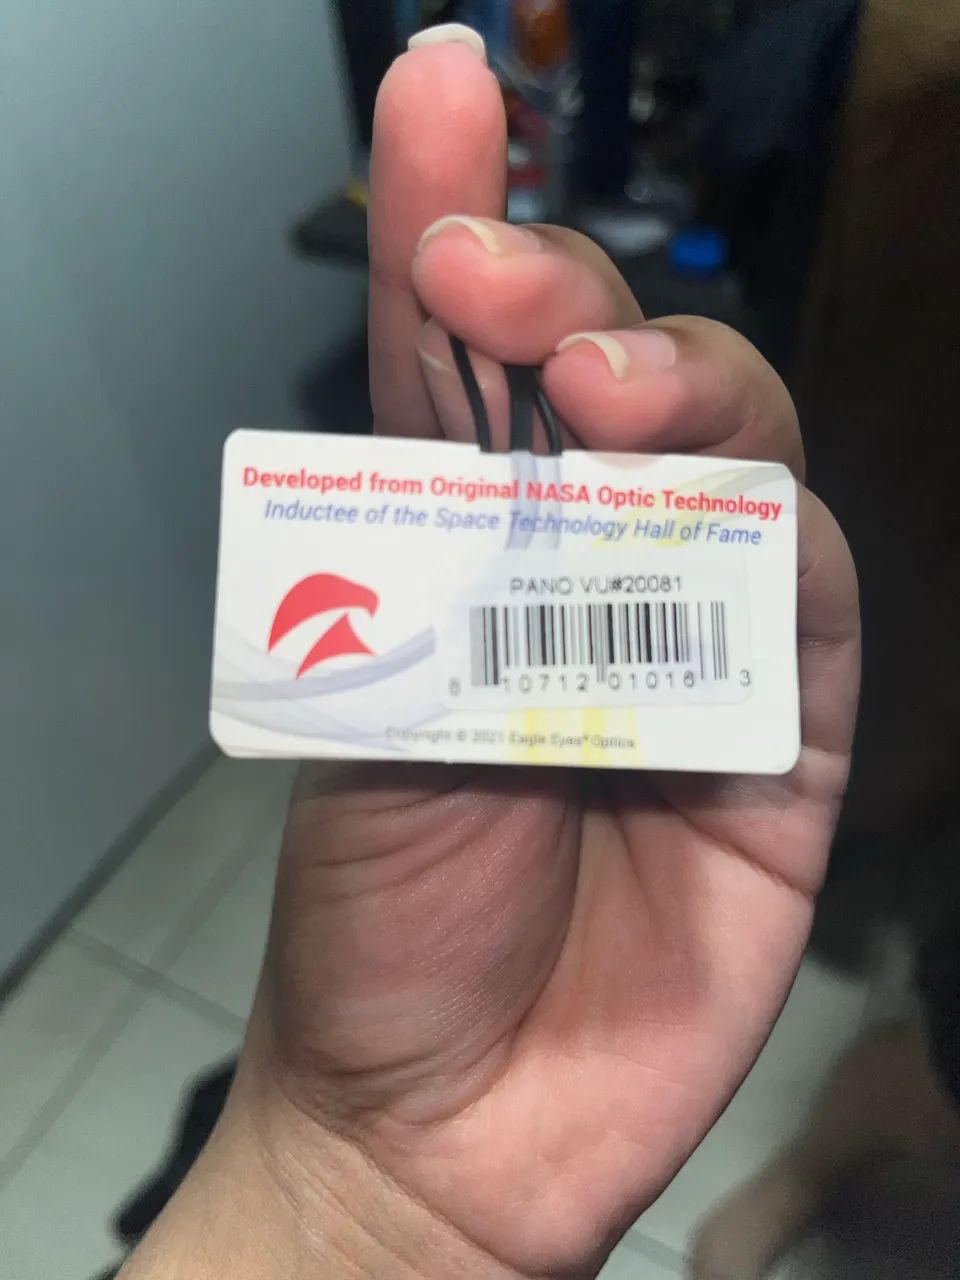 Developed from Original NASA Optic Technology
Inductee of the Space Technology Hall of Fame
PANO VU#20081
8 10712 01016 3
Copyright © 2021 Eagle Eyes® Optics